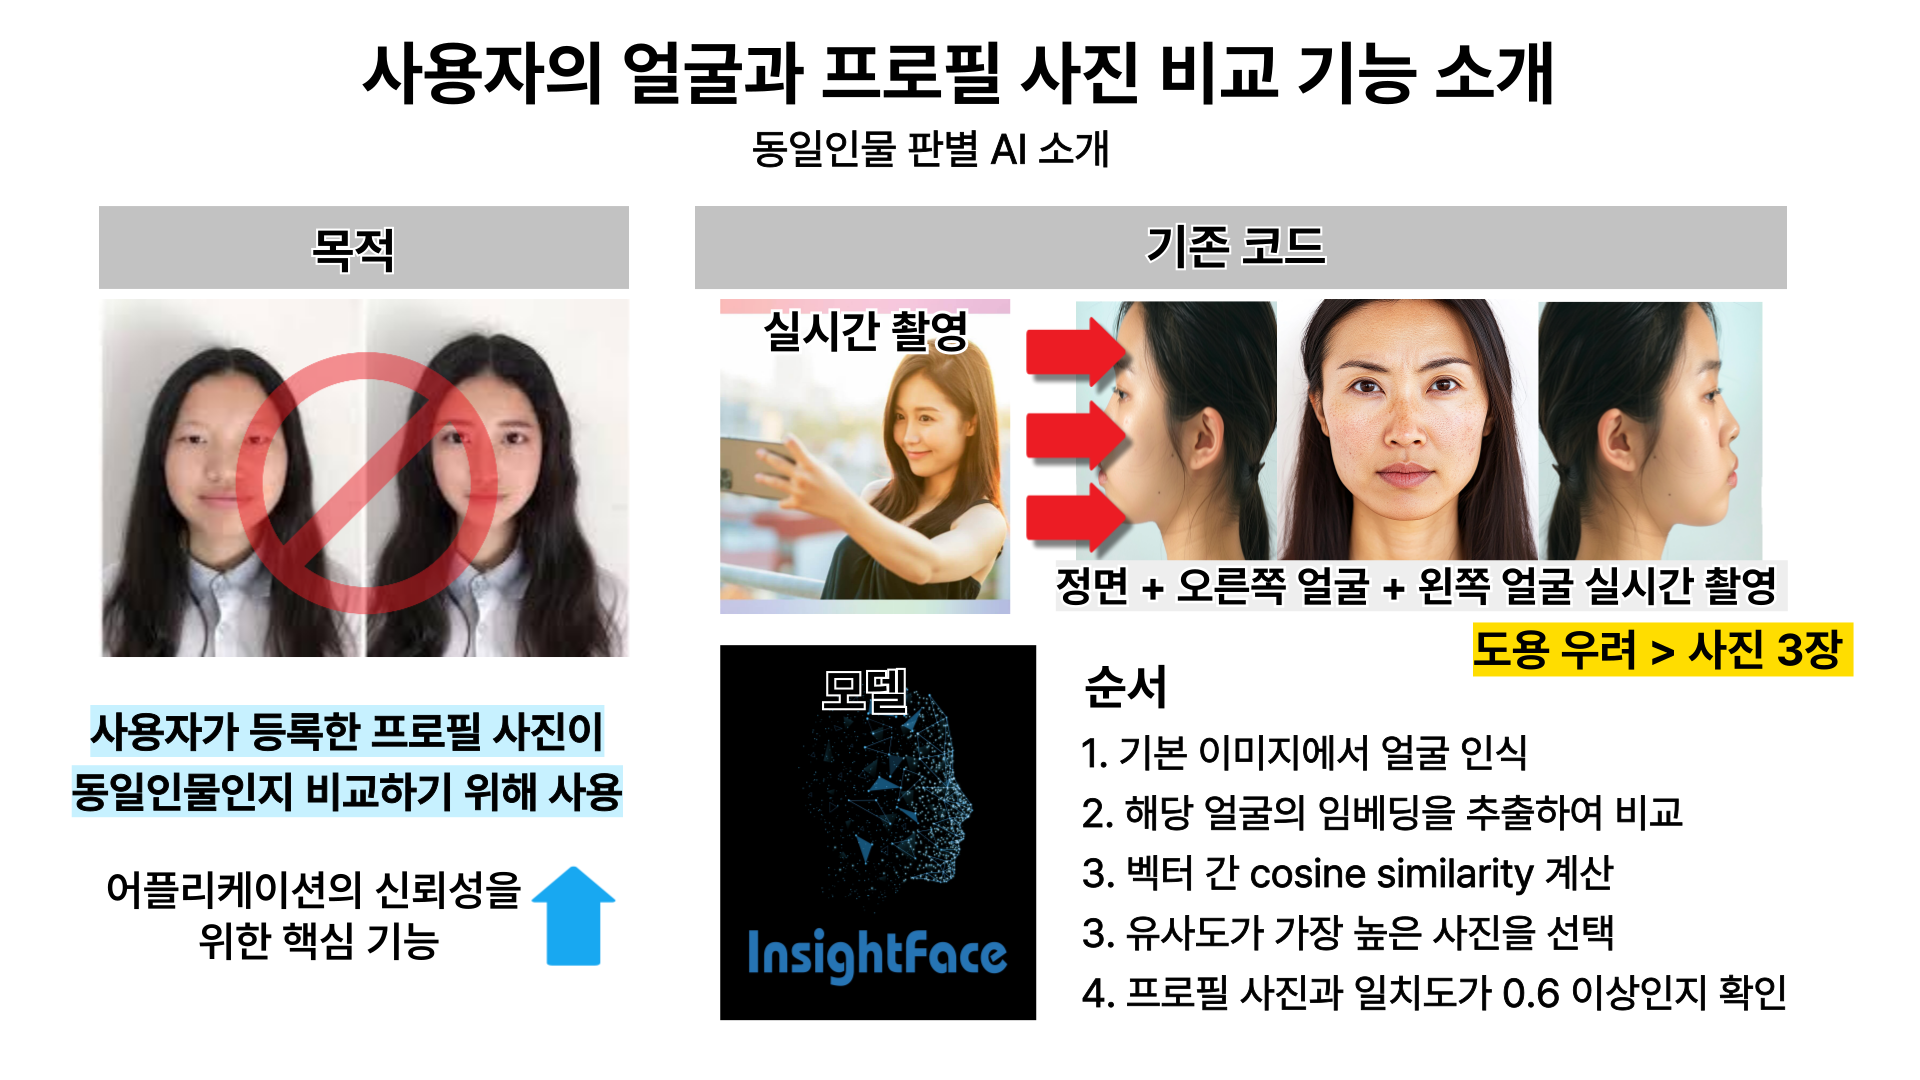 사용자의 얼굴과 프로필 사진 비교 기능 소개
동일인물 판별 AI 소개
목적
사용자가 등록한 프로필 사진이
동일인물인지 비교하기 위해 사용
어플리케이션의 신뢰성을
위한 핵심 기능
기존 코드
실시간 촬영
정면 + 오른쪽 얼굴 + 왼쪽 얼굴 실시간 촬영
도용 우려 > 사진 3장
모델
InsightFace
순서
1. 기본 이미지에서 얼굴 인식
2. 해당 얼굴의 임베딩을 추출하여 비교
3. 벡터 간 cosine similarity 계산
3. 유사도가 가장 높은 사진을 선택
4. 프로필 사진과 일치도가 0.6 이상인지 확인